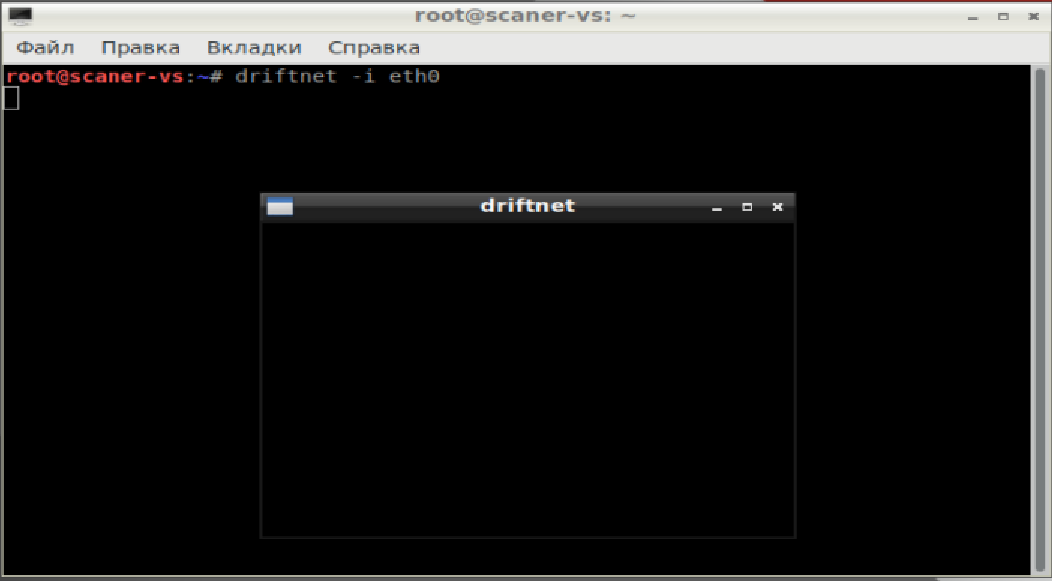 root@scaner-vs: ~
Файл Правка Вкладки Справка
root@scaner-vs:~# driftnet -i eth0
driftnet